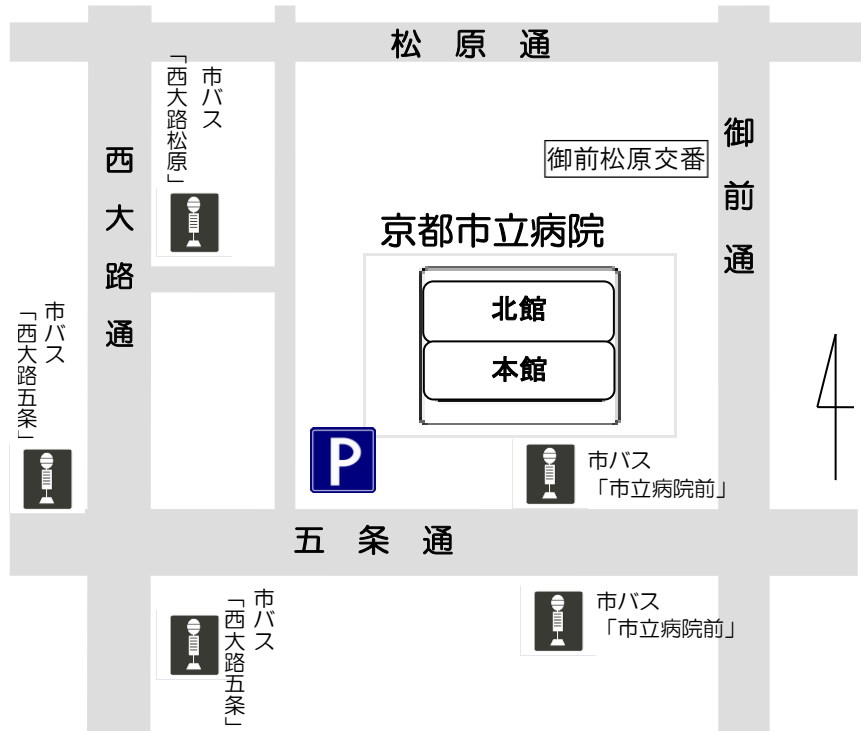 松原通
市バス
「西大路松原」
御前通
西大路通
御前松原交番
京都市立病院
北館
本館
市バス
「西大路五条」
P
市バス
「市立病院前」
五条通
市バス
「西大路五条」
市バス
「市立病院前」